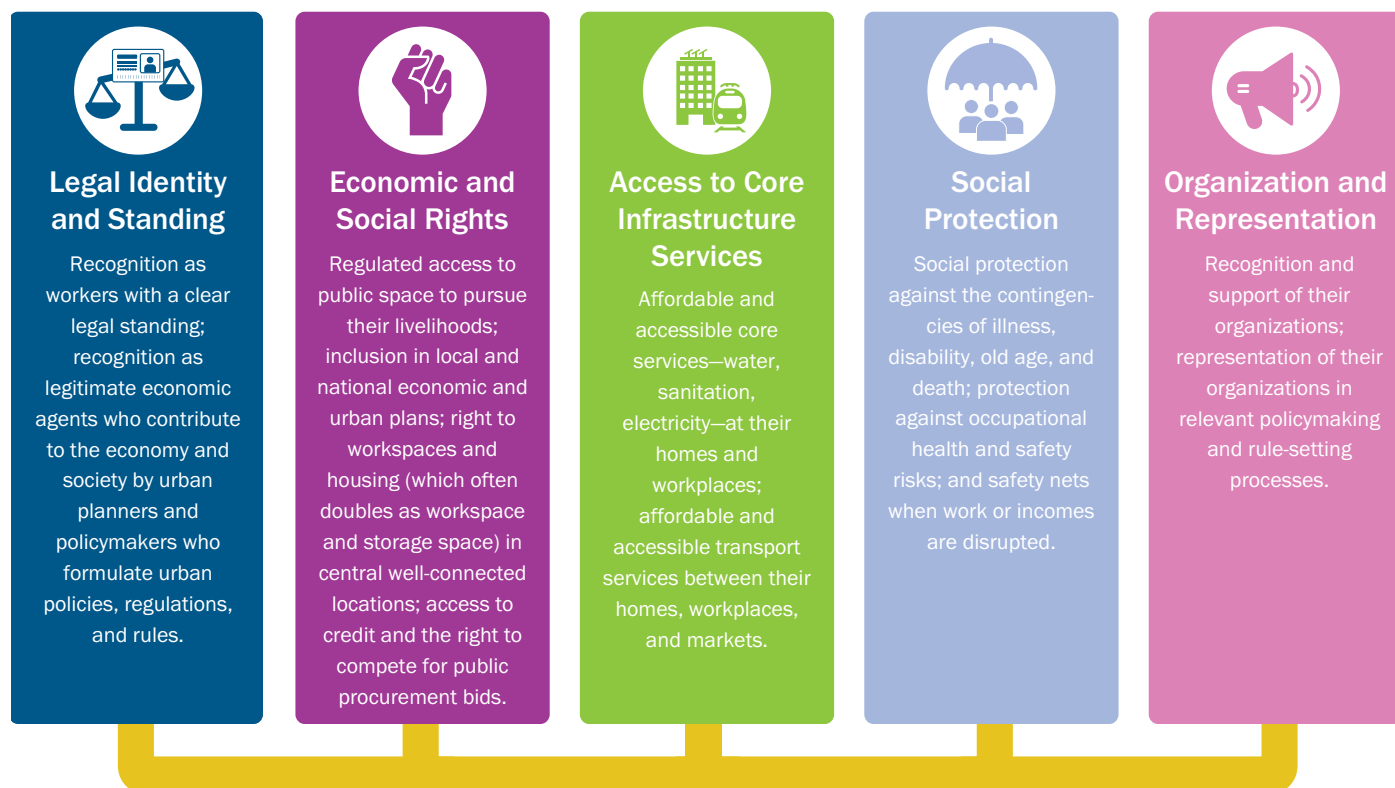 Legal Identity
and Standing
Recognition as
workers with a clear
legal standing;
recognition as
legitimate economic
agents who contribute
to the economy and
society by urban
planners and
policymakers who
formulate urban
policies, regulations,
and rules.
Economic and
Social Rights
Regulated access to
public space to pursue
their livelihoods;
inclusion in local and
national economic and
urban plans; right to
workspaces and
housing (which often
doubles as workspace
and storage space) in
central well-connected
locations; access to
credit and the right to
compete for public
procurement bids.
Access to Core
Infrastructure
Services
Affordable and
accessible core
services—water,
sanitation,
electricity—at their
homes and
workplaces;
affordable and
accessible transport
services between their
homes, workplaces,
and markets.
Social
Protection
Social protection
against the contingen-
cies of illness,
disability, old age, and
death; protection
against occupational
health and safety
risks; and safety nets
when work or incomes
are disrupted.
Organization and
Representation
Recognition and
support of their
organizations;
representation of their
organizations in
relevant policymaking
and rule-setting
processes.